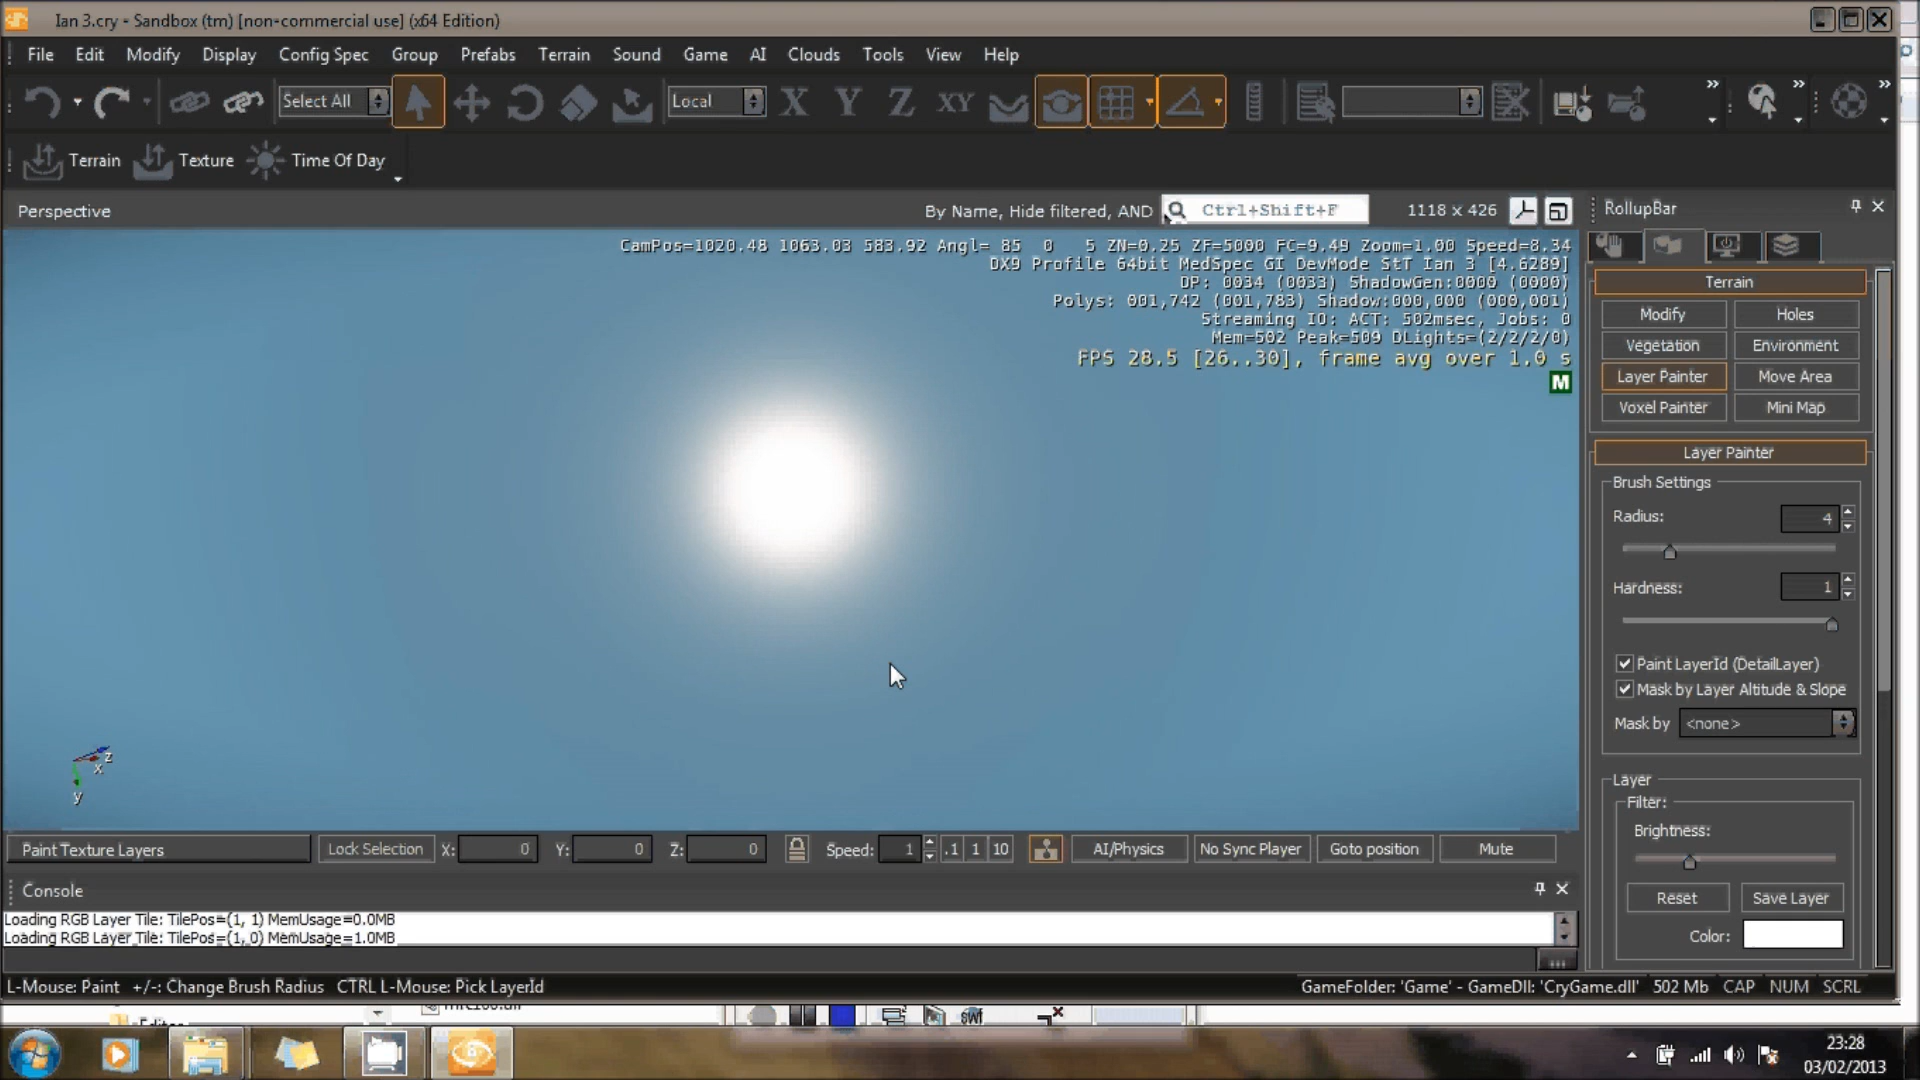 Ian 3.cry - Sandbox (tm) [non-commercial use] (x64 Edition)
File Edit Modify Display Config Spec Group Prefabs Terrain Sound Game AI Clouds Tools View Help
Select All Local X Y Z XY
Terrain Texture Time Of Day
Perspective By Name, Hide filtered, AND Ctrl+Shift+F 1118 x 426
CamPos=1020.48 1063.03 583.92 Angl= 85 0 5 ZN=0.25 ZF=5000 FC=9.49 Zoom=1.00 Speed=8.34
DX9 Profile 64bit MedSpec GI DevMode StT Ian 3 [4.6289]
DP: 0034 (0033) ShadowGen:0000 (0000)
Polys: 001,742 (001,783) Shadow:000,000 (000,001)
Streaming IO: ACT: 502msec, Jobs: 0
Mem=502 Peak=509 DLights=(2/2/2/0)
FPS 28.5 [26..30], frame avg over 1.0 s
M
z
x
y
RollupBar
Terrain
Modify Holes
Vegetation Environment
Layer Painter Move Area
Voxel Painter Mini Map
Layer Painter
Brush Settings
Radius: 4
Hardness: 1
Paint LayerId (DetailLayer)
Mask by Layer Altitude & Slope
Mask by <none>
Layer
Filter:
Brightness:
Reset Save Layer
Color:
Paint Texture Layers Lock Selection X: 0 Y: 0 Z: 0 Speed: 1 .1 1 10 AI/Physics No Sync Player Goto position Mute
Console
Loading RGB Layer Tile: TilePos=(1, 1) MemUsage=0.0MB
Loading RGB Layer Tile: TilePos=(1, 0) MemUsage=1.0MB
L-Mouse: Paint +/-: Change Brush Radius CTRL L-Mouse: Pick LayerId
GameFolder: 'Game' - GameDll: 'CryGame.dll' 502 Mb CAP NUM SCRL
swf
23:28
03/02/2013